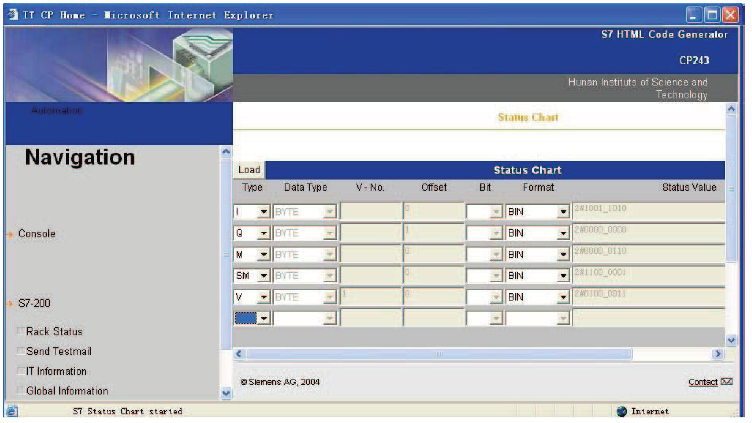 IT CP Home - Microsoft Internet Explorer
S7 HTML Code Generator
CP243
Hunan Institute of Science and
Technology
Automation
Status Chart
Navigation
Load Status Chart
Type Data Type V - No. Offset Bit Format Status Value
I BYTE 0 BIN 2#1001_1010
Q BYTE 1 BIN 2#0000_0000
Console
M BYTE 0 BIN 2#0000_0110
SM BYTE 0 BIN 2#1100_0001
V BYTE 1 0 BIN 2#0100_0011
S7-200
Rack Status
Send Testmail
IT Information
Global Information
© Siemens AG, 2004 Contact
S7 Status Chart started Internet